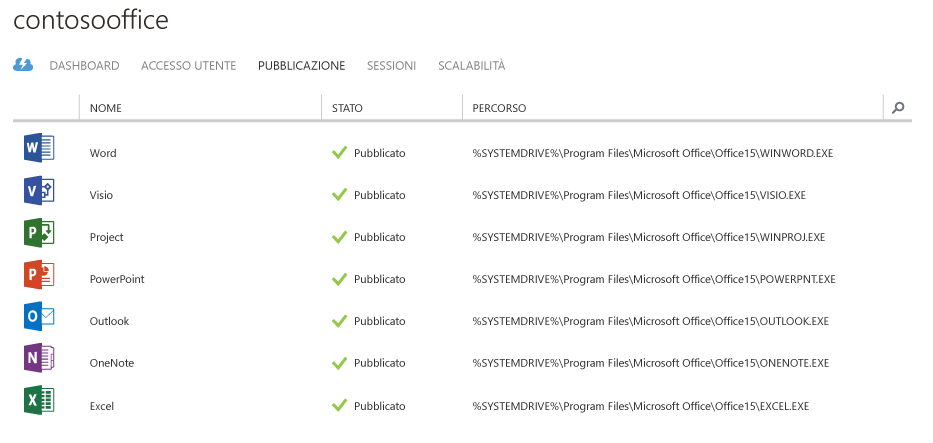 contosooffice
DASHBOARD ACCESSO UTENTE PUBBLICAZIONE SESSIONI SCALABILITÀ
NOME STATO PERCORSO
W Word Pubblicato %SYSTEMDRIVE%\Program Files\Microsoft Office\Office15\WINWORD.EXE
V Visio Pubblicato %SYSTEMDRIVE%\Program Files\Microsoft Office\Office15\VISIO.EXE
P Project Pubblicato %SYSTEMDRIVE%\Program Files\Microsoft Office\Office15\WINPROJ.EXE
P PowerPoint Pubblicato %SYSTEMDRIVE%\Program Files\Microsoft Office\Office15\POWERPNT.EXE
O Outlook Pubblicato %SYSTEMDRIVE%\Program Files\Microsoft Office\Office15\OUTLOOK.EXE
N OneNote Pubblicato %SYSTEMDRIVE%\Program Files\Microsoft Office\Office15\ONENOTE.EXE
X Excel Pubblicato %SYSTEMDRIVE%\Program Files\Microsoft Office\Office15\EXCEL.EXE